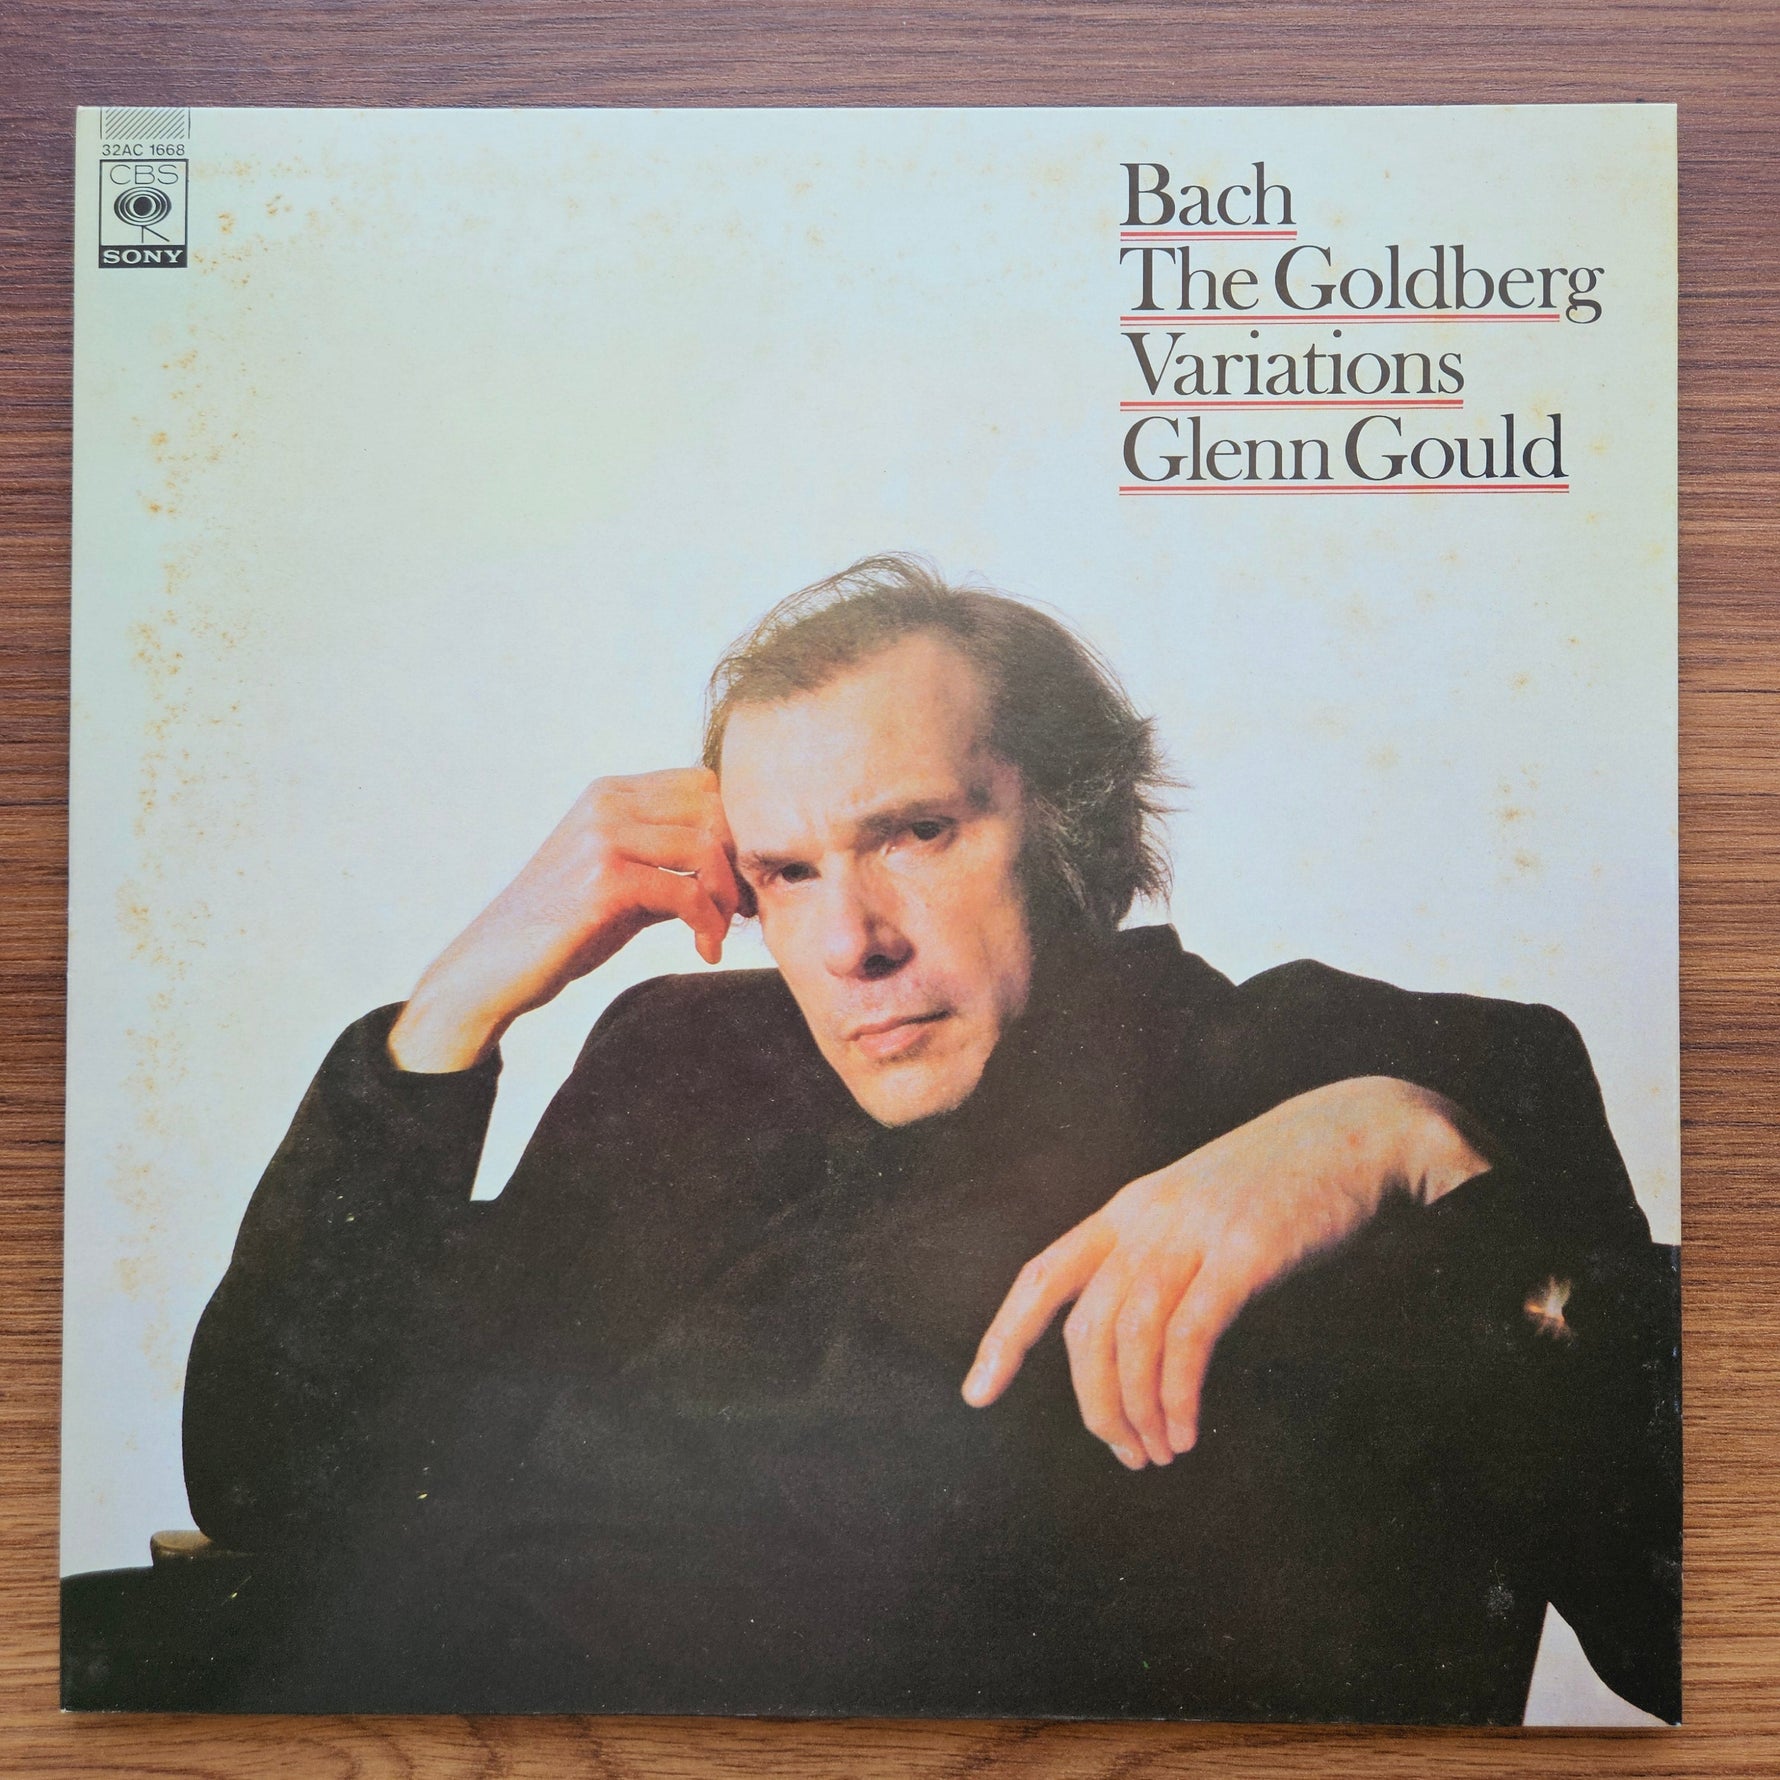 32AC 1668
CBS
SONY
Bach
The Goldberg
Variations
Glenn Gould